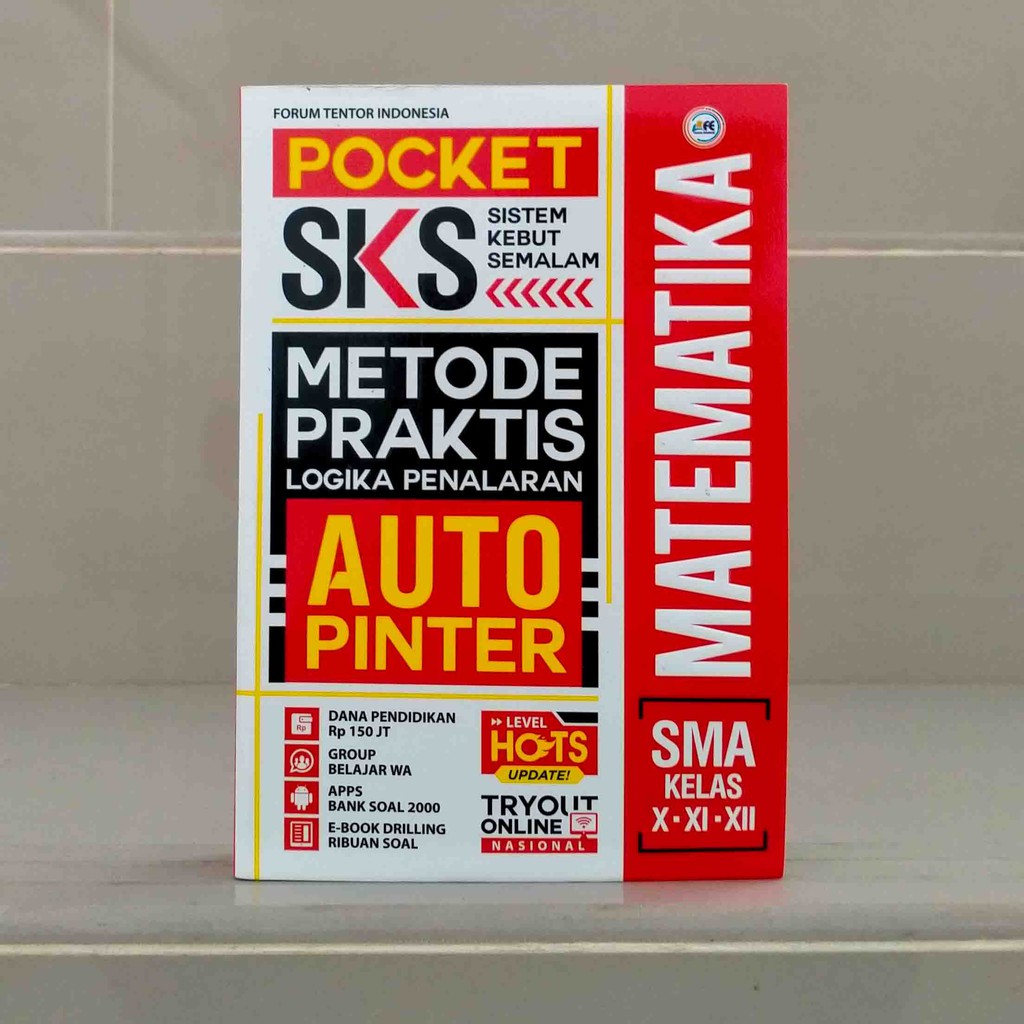 FORUM TENTOR INDONESIA
POCKET
SKS
SISTEM
KEBUT
SEMALAM
METODE
PRAKTIS
LOGIKA PENALARAN
AUTO
PINTER
Rp
DANA PENDIDIKAN
Rp 150 JT
GROUP
BELAJAR WA
APPS
BANK SOAL 2000
E-BOOK DRILLING
RIBUAN SOAL
LEVEL
HOTS
UPDATE!
TRYOUT
ONLINE
NASIONAL
MATEMATIKA
SMA
KELAS
X · XI · XII